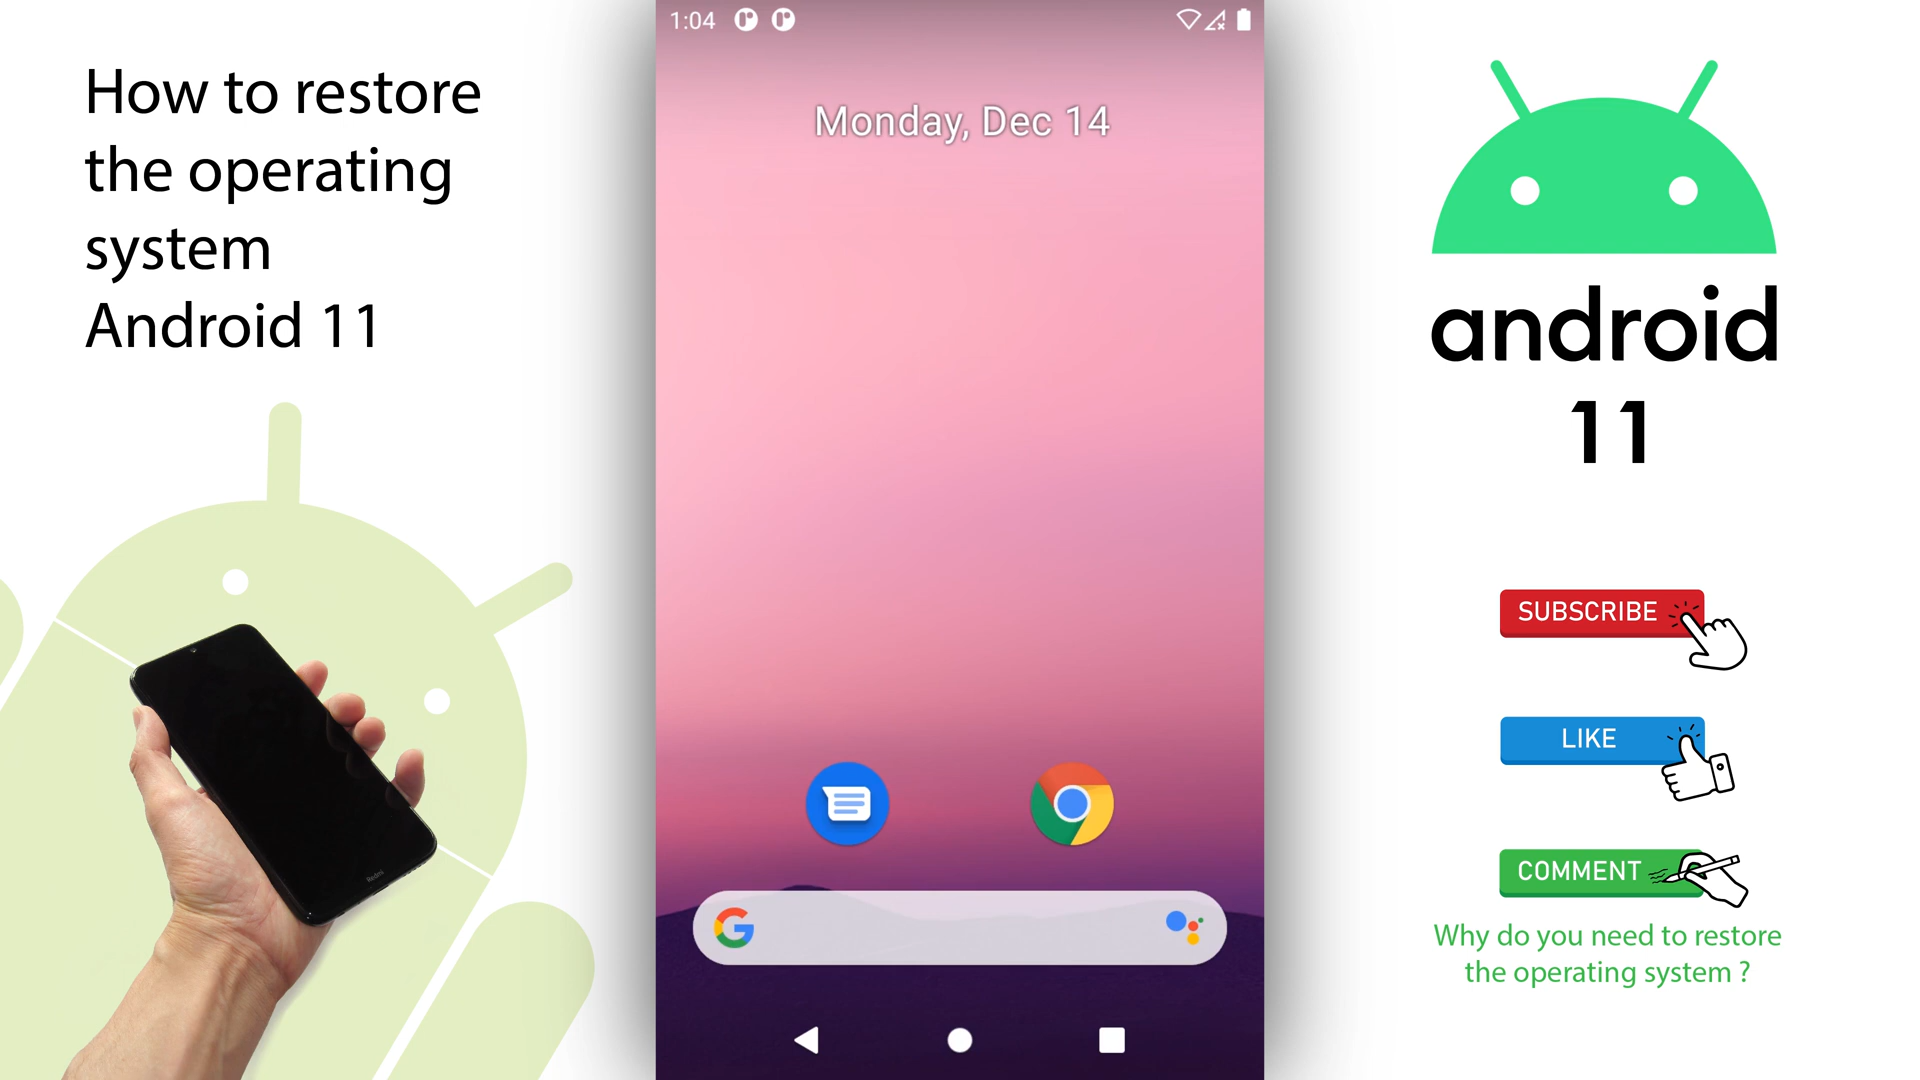 How to restore
the operating
system
Android 11
1:04
Monday, Dec 14
android
11
SUBSCRIBE
LIKE
COMMENT
Why do you need to restore
the operating system ?
Redmi